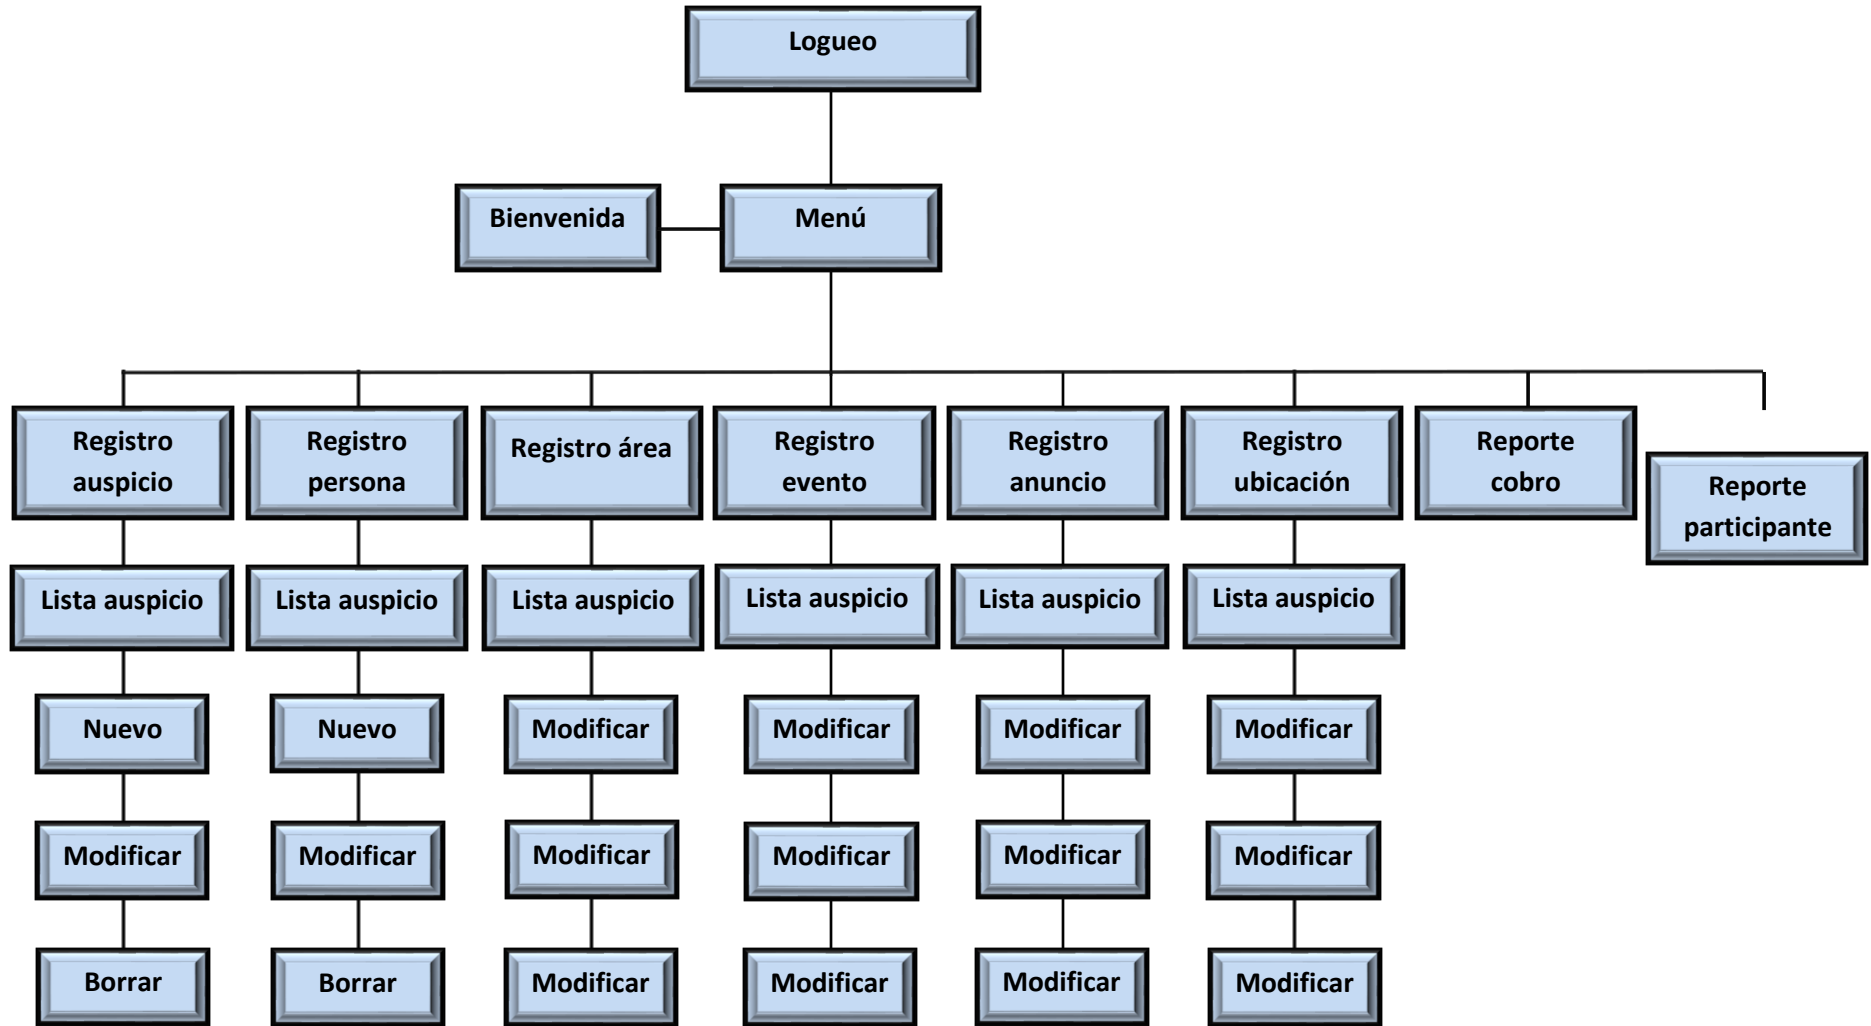 Logueo
Bienvenida
Menú
Registro
auspicio
Registro
persona
Registro área
Registro
evento
Registro
anuncio
Registro
ubicación
Reporte
cobro
Reporte
participante
Lista auspicio
Lista auspicio
Lista auspicio
Lista auspicio
Lista auspicio
Lista auspicio
Nuevo
Nuevo
Modificar
Modificar
Modificar
Modificar
Modificar
Modificar
Modificar
Modificar
Modificar
Modificar
Borrar
Borrar
Modificar
Modificar
Modificar
Modificar